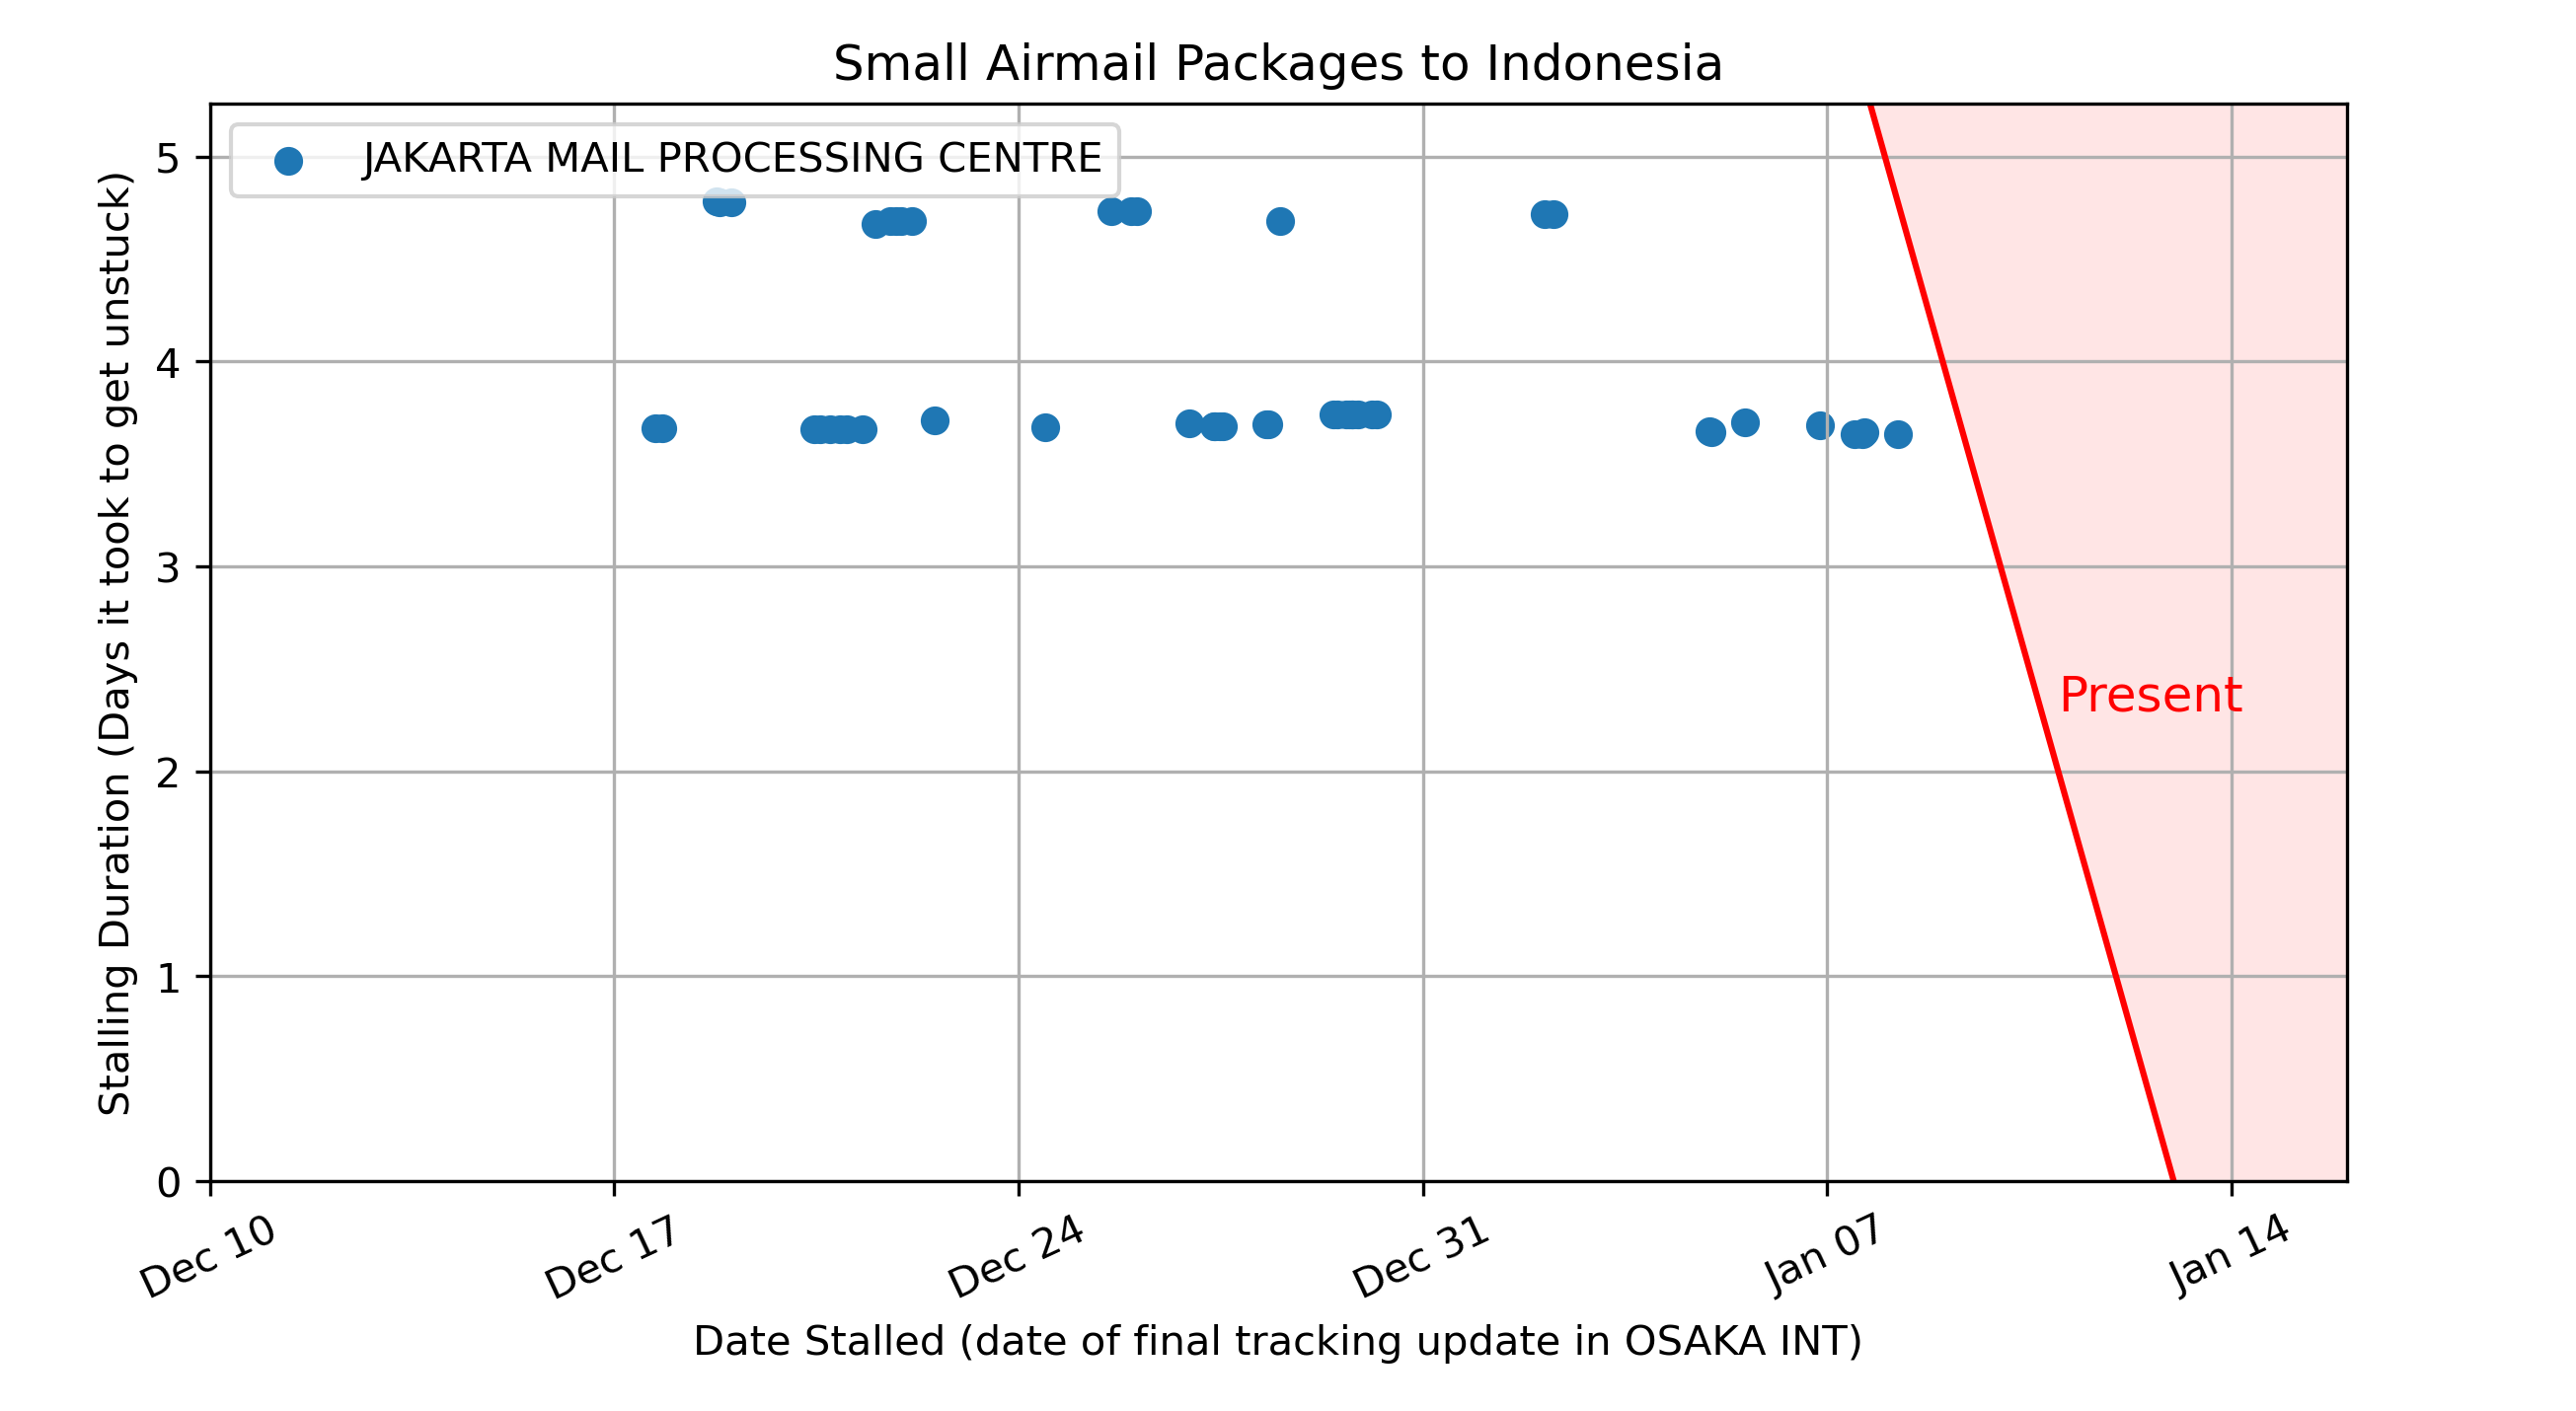 Small Airmail Packages to Indonesia
JAKARTA MAIL PROCESSING CENTRE
Stalling Duration (Days it took to get unstuck)
5
4
3
2
1
0
Present
Dec 10
Dec 17
Dec 24
Dec 31
Jan 07
Jan 14
Date Stalled (date of final tracking update in OSAKA INT)